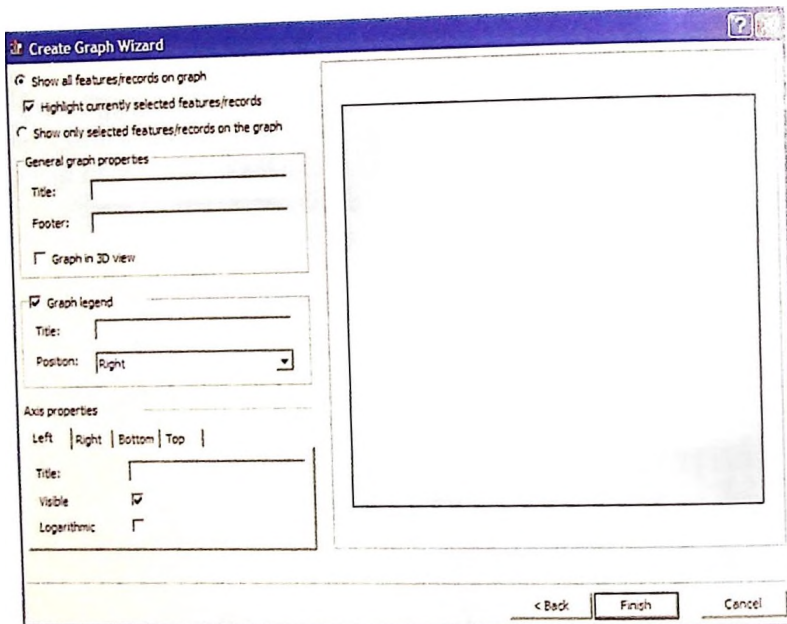 Create Graph Wizard
?
Show all features/records on graph
Highlight currently selected features/records
Show only selected features/records on the graph
General graph properties
Title:
Footer:
Graph in 3D view
Graph legend
Title:
Position: Right
Axis properties
Left Right Bottom Top
Title:
Visible
Logarithmic
< Back Finish Cancel